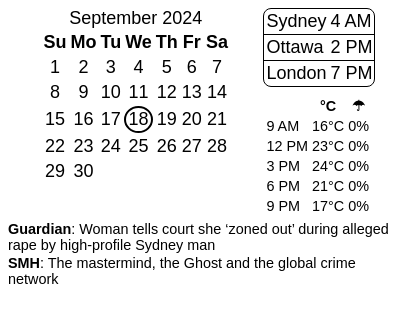 September 2024
Su Mo Tu We Th Fr Sa
1 2 3 4 5 6 7
8 9 10 11 12 13 14
15 16 17 18 19 20 21
22 23 24 25 26 27 28
29 30
Sydney 4 AM
Ottawa 2 PM
London 7 PM
°C ☂
9 AM 16°C 0%
12 PM 23°C 0%
3 PM 24°C 0%
6 PM 21°C 0%
9 PM 17°C 0%
Guardian: Woman tells court she ‘zoned out’ during alleged
rape by high-profile Sydney man
SMH: The mastermind, the Ghost and the global crime
network